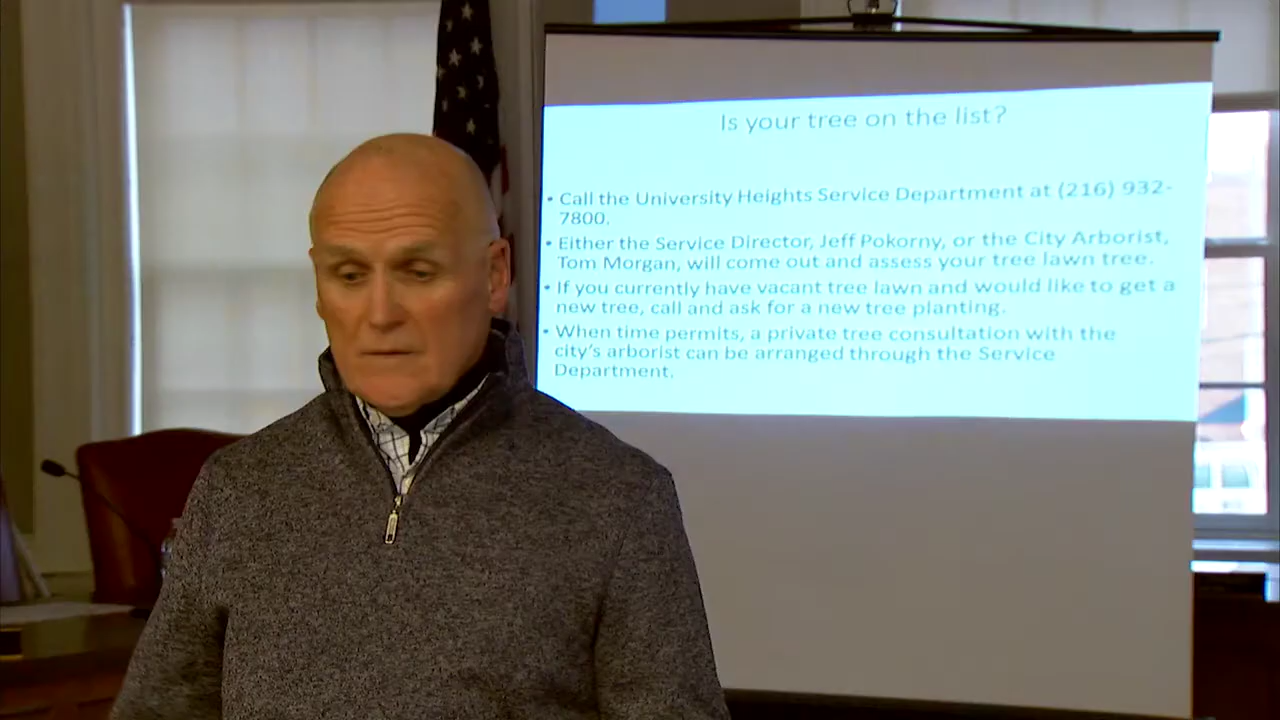 Is your tree on the list?
• Call the University Heights Service Department at (216) 932-
7800.
• Either the Service Director, Jeff Pokorny, or the City Arborist,
Tom Morgan, will come out and assess your tree lawn tree.
• If you currently have vacant tree lawn and would like to get a
new tree, call and ask for a new tree planting.
• When time permits, a private tree consultation with the
city's arborist can be arranged through the Service
Department.